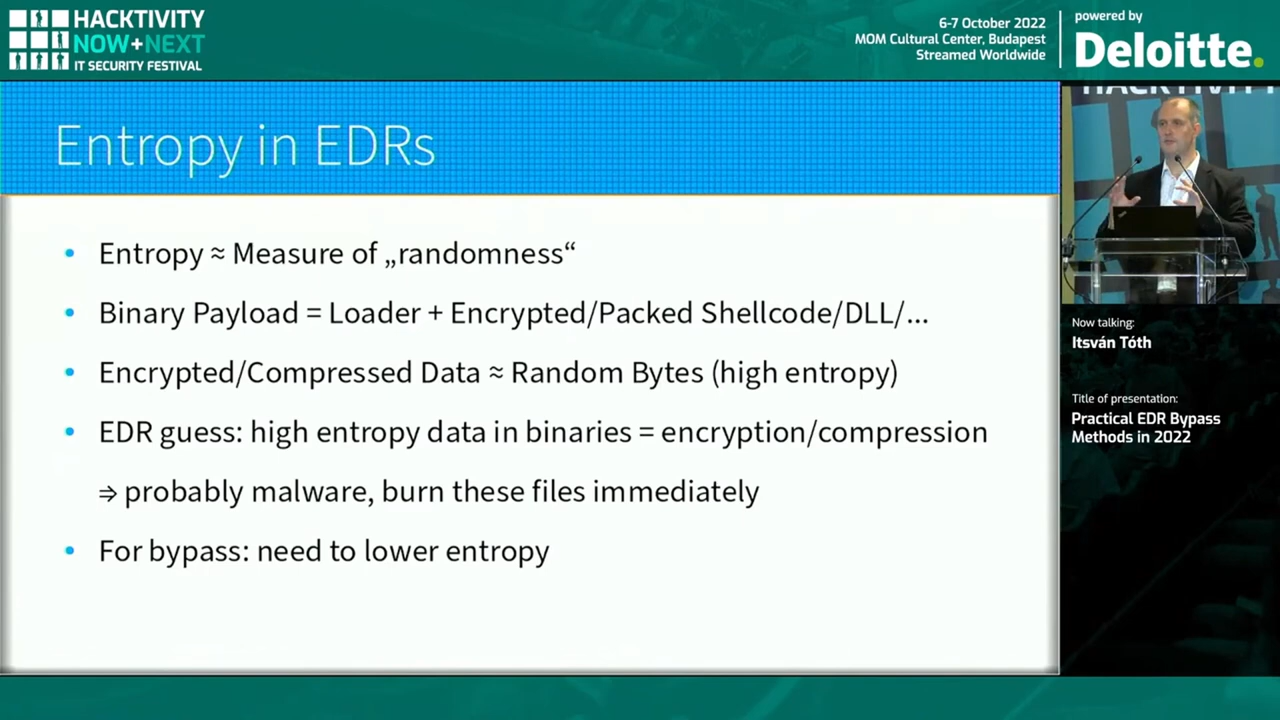 HACKTIVITY
NOW+NEXT
IT SECURITY FESTIVAL
6-7 October 2022
MOM Cultural Center, Budapest
Streamed Worldwide
powered by
Deloitte.
Entropy in EDRs
• Entropy ≈ Measure of „randomness“
• Binary Payload = Loader + Encrypted/Packed Shellcode/DLL/...
• Encrypted/Compressed Data ≈ Random Bytes (high entropy)
• EDR guess: high entropy data in binaries = encryption/compression
⇒ probably malware, burn these files immediately
• For bypass: need to lower entropy
HACKTIVITY
Now talking:
Itsván Tóth
Title of presentation:
Practical EDR Bypass
Methods in 2022